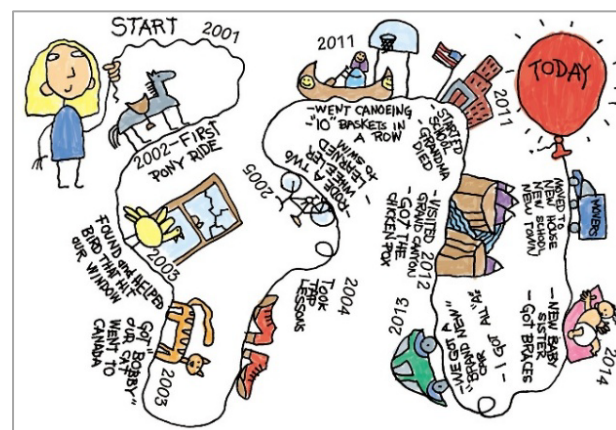 START 2001
2002-FIRST
PONY RIDE
2003
FOUND and HELPED
BIRD THAT HIT
OUR WINDOW
2003
GOT "BOBBY"
OUR CAT
WENT TO
CANADA
2004
TOOK
TAP
LESSONS
2005
-RODE A TWO
WHEELER
- LEARNED
TO SWIM
2011
-WENT CANOEING
-"10" BASKETS IN
A ROW
2011
-STARTED
SCHOOL
- GRANDMA
DIED
2012
-VISITED
GRAND CANYON
-GOT THE
CHICKEN POX
2013
-WE GOT A
"BRAND NEW"
CAR
- I GOT ALL "A"s
2014
-NEW BABY
SISTER
-GOT BRACES
MOVERS
MOVED TO
NEW HOUSE
NEW SCHOOL
NEW TOWN
TODAY